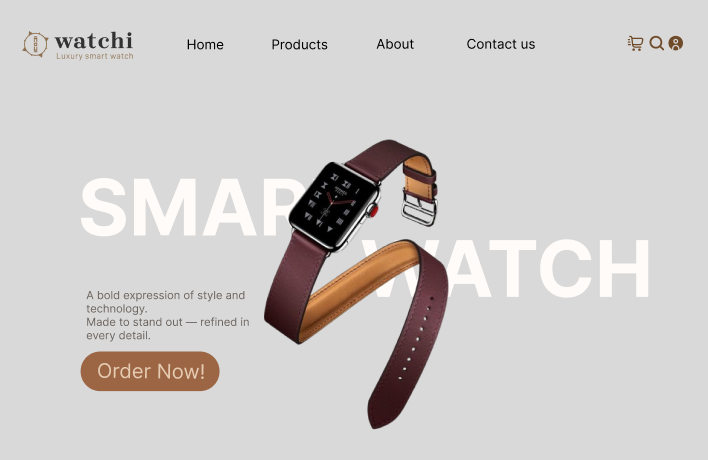 watchi
Luxury smart watch
Home
Products
About
Contact us
SMAR
WATCH
A bold expression of style and
technology.
Made to stand out — refined in
every detail.
Order Now!